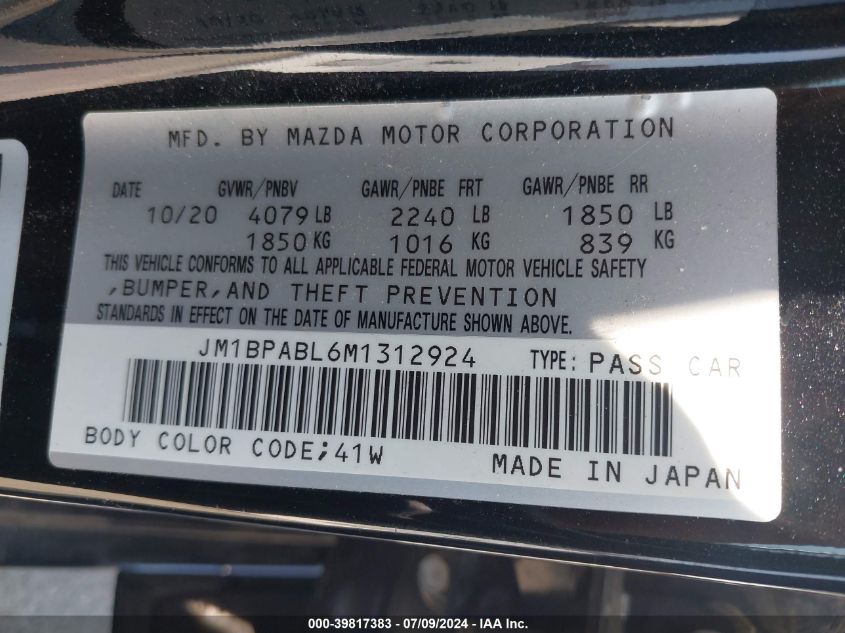 MFD. BY MAZDA MOTOR CORPORATION
DATE GVWR/PNBV GAWR/PNBE FRT GAWR/PNBE RR
10/20 4079 LB 2240 LB 1850 LB
1850 KG 1016 KG 839 KG
THIS VEHICLE CONFORMS TO ALL APPLICABLE FEDERAL MOTOR VEHICLE SAFETY
,BUMPER,AND THEFT PREVENTION
STANDARDS IN EFFECT ON THE DATE OF MANUFACTURE SHOWN ABOVE.
JM1BPABL6M1312924 TYPE: PASS CAR
BODY COLOR CODE;41W MADE IN JAPAN
000-39817383 - 07/09/2024 - IAA Inc.